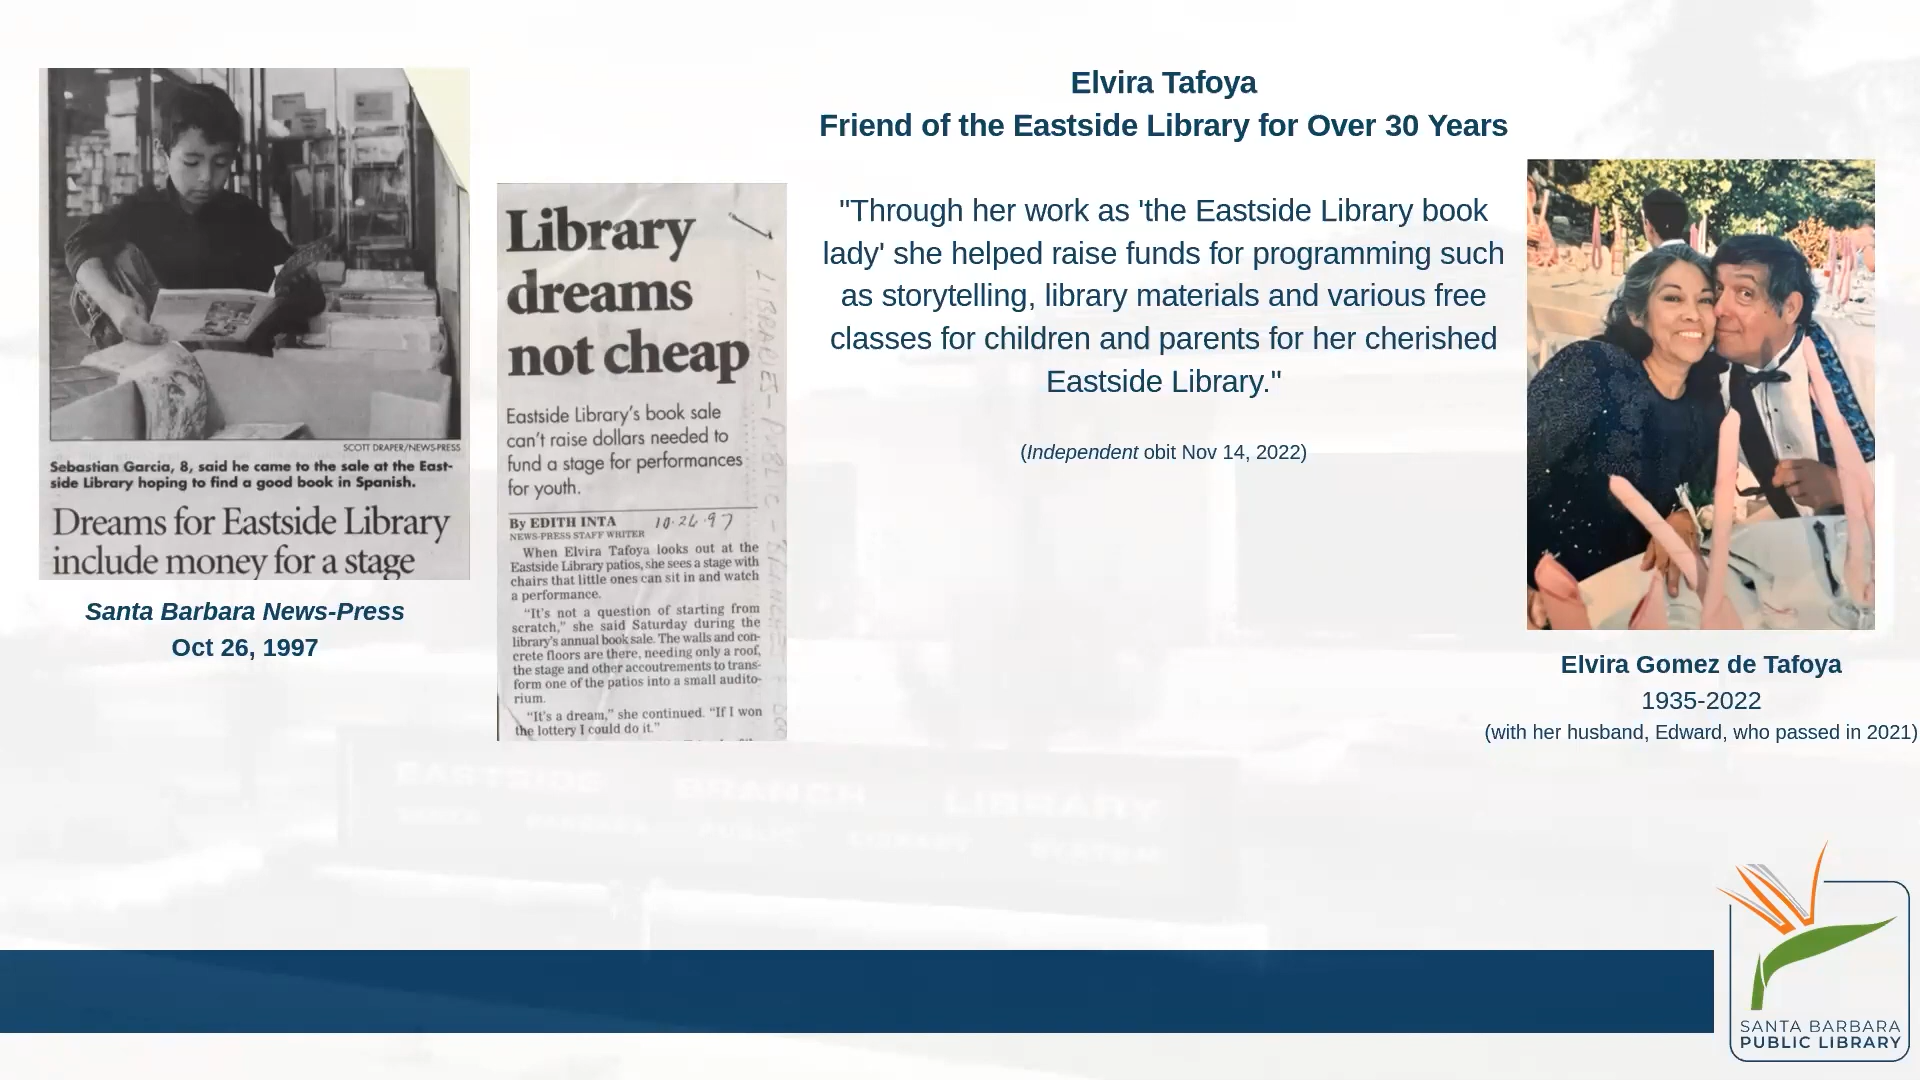 Elvira Tafoya
Friend of the Eastside Library for Over 30 Years
SCOTT DRAPER/NEWS-PRESS
Sebastian Garcia, 8, said he came to the sale at the East-
side Library hoping to find a good book in Spanish.
Dreams for Eastside Library
include money for a stage
Santa Barbara News-Press
Oct 26, 1997
Library
dreams
not cheap
Eastside Library's book sale
can't raise dollars needed to
fund a stage for performances
for youth.
By EDITH INTA 10·26·97
NEWS-PRESS STAFF WRITER
When Elvira Tafoya looks out at the
Eastside Library patios, she sees a stage with
chairs that little ones can sit in and watch
a performance.
"It's not a question of starting from
scratch," she said Saturday during the
library's annual book sale. The walls and con-
crete floors are there, needing only a roof,
the stage and other accoutrements to trans-
form one of the patios into a small audito-
rium.
"It's a dream," she continued. "If I won
the lottery I could do it."
LIBRARIES - PUBLIC -
"Through her work as 'the Eastside Library book
lady' she helped raise funds for programming such
as storytelling, library materials and various free
classes for children and parents for her cherished
Eastside Library."
(Independent obit Nov 14, 2022)
Elvira Gomez de Tafoya
1935-2022
(with her husband, Edward, who passed in 2021)
EASTSIDE BRANCH LIBRARY
SANTA BARBARA PUBLIC LIBRARY SYSTEM
SANTA BARBARA
PUBLIC LIBRARY